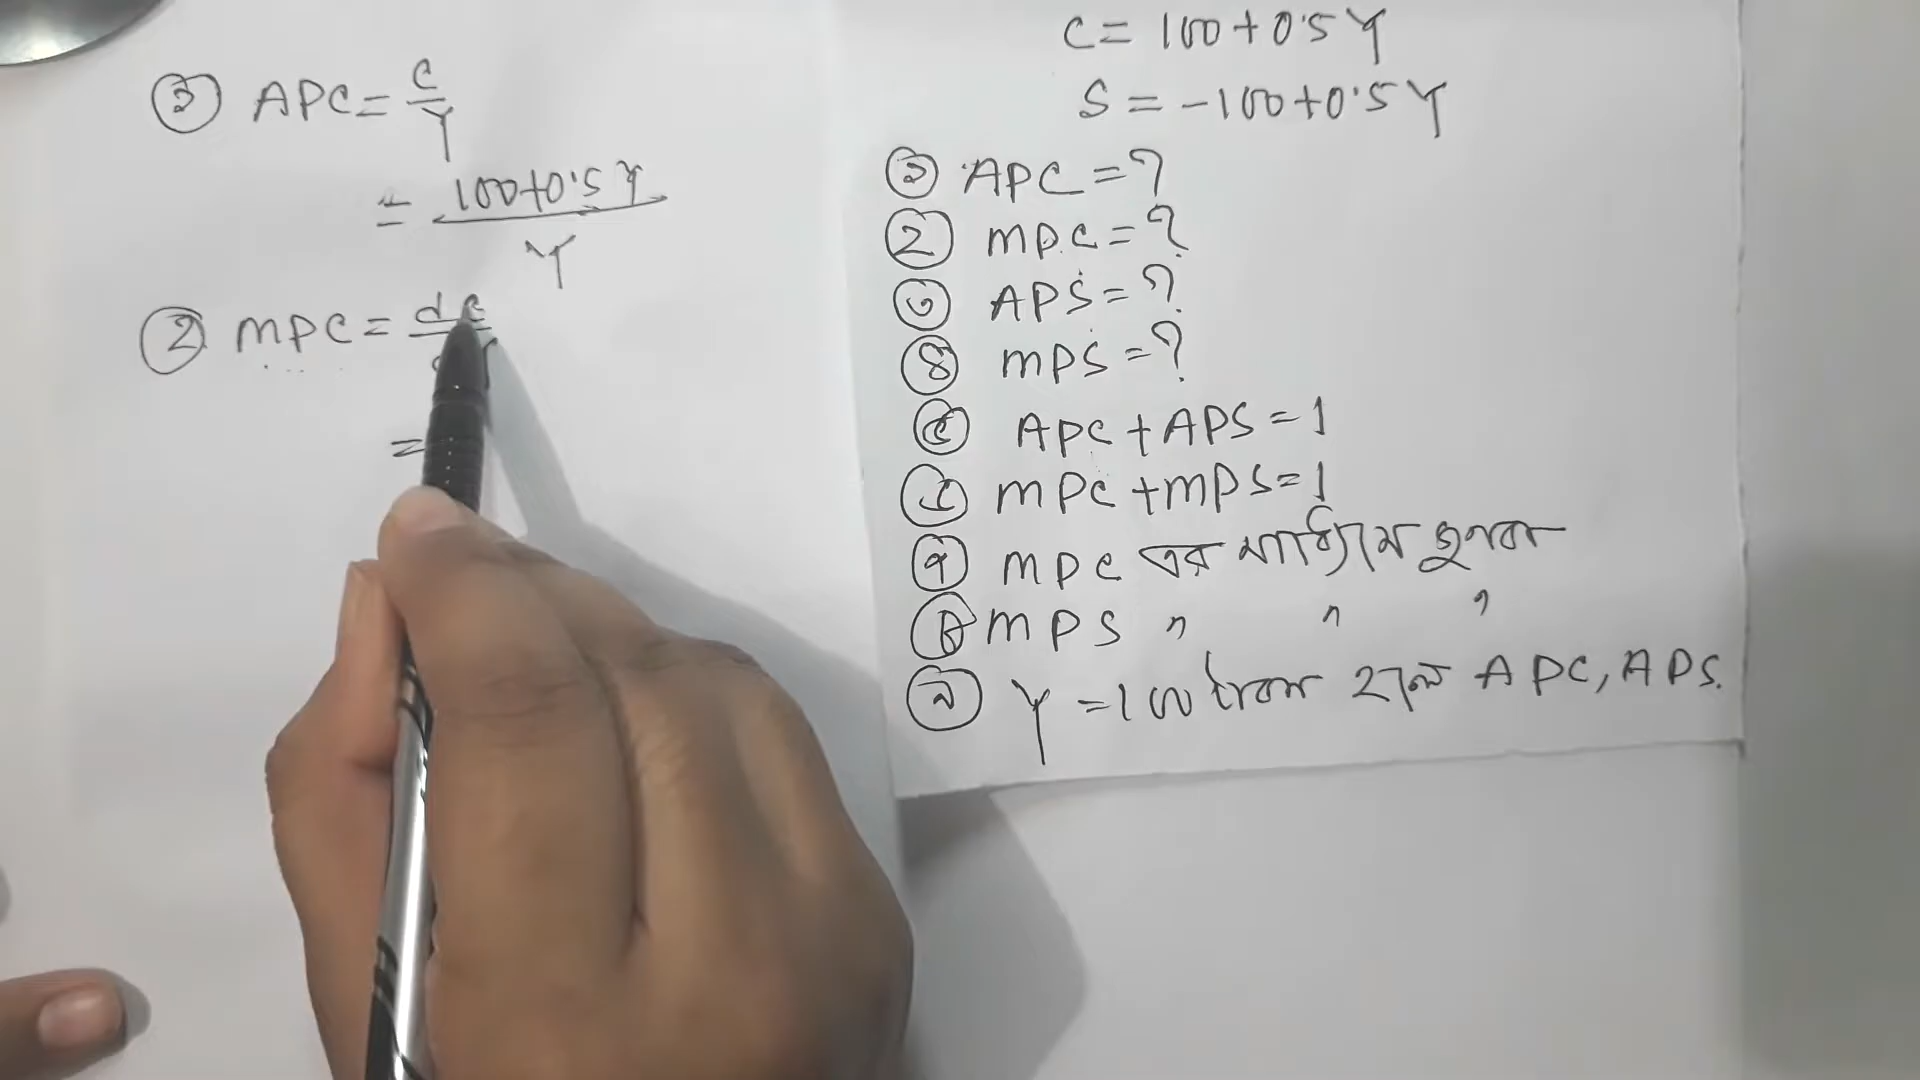 ① APC = C/Y
= 100+0.5Y/Y
② MPC = dC/
=
C = 100+0.5Y
S = -100+0.5Y
① APC = ?
② MPC = ?
৩ APS = ?
৪ MPS = ?
৫ APC + APS = 1
৬ MPC + MPS = 1
৭ MPC এর মাধ্যমে গুণক
৮ MPS " " "
৯ Y = 100 টাকা হলে APC, APS.